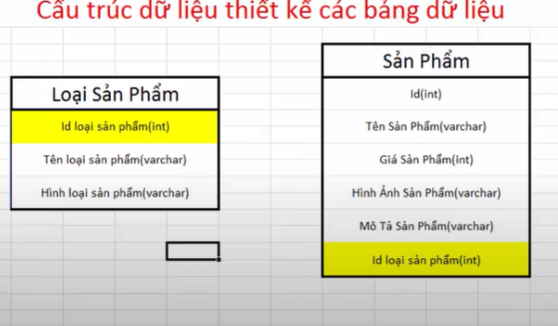 Cấu trúc dữ liệu thiết kế các bảng dữ liệu
Loại Sản Phẩm
Id loại sản phẩm(int)
Tên loại sản phẩm(varchar)
Hình loại sản phẩm(varchar)
Sản Phẩm
Id(int)
Tên Sản Phẩm(varchar)
Giá Sản Phẩm(int)
Hình Ảnh Sản Phẩm(varchar)
Mô Tả Sản Phẩm(varchar)
Id loại sản phẩm(int)